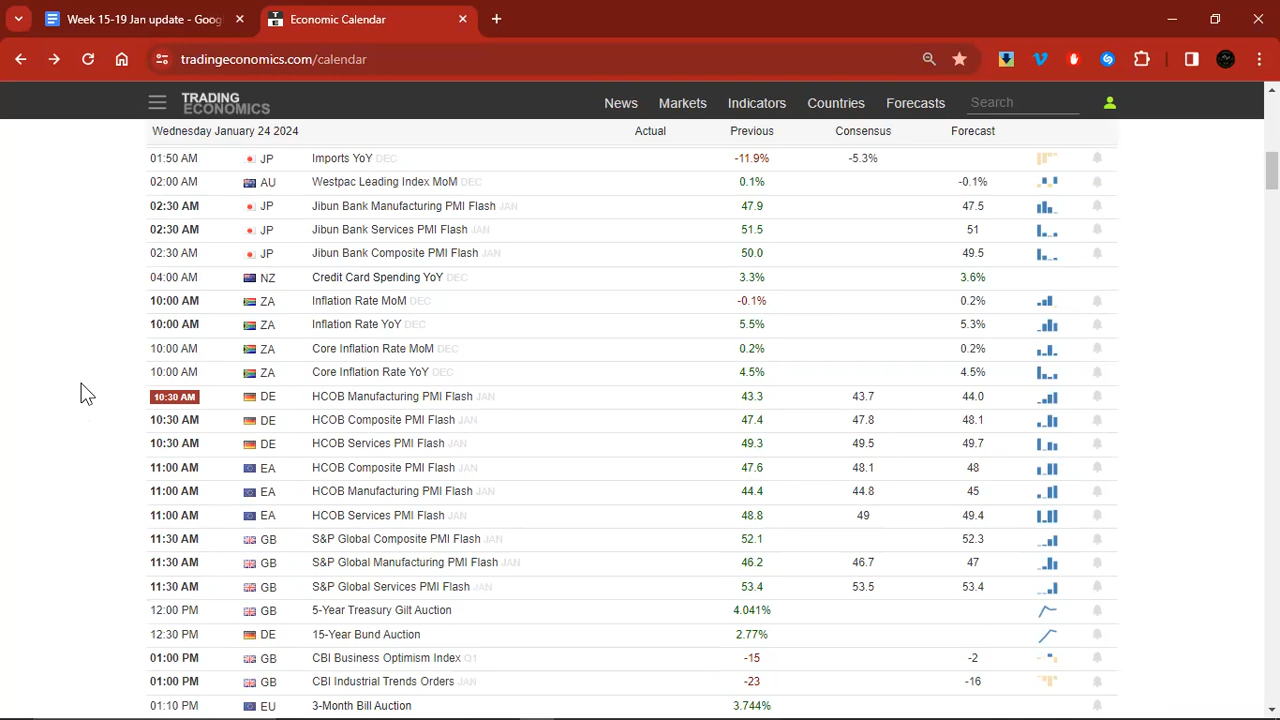 Week 15-19 Jan update - Goog
Economic Calendar
tradingeconomics.com/calendar
TRADING ECONOMICS News Markets Indicators Countries Forecasts Search
Wednesday January 24 2024 Actual Previous Consensus Forecast
01:50 AM JP Imports YoY DEC -11.9% -5.3%
02:00 AM AU Westpac Leading Index MoM DEC 0.1% -0.1%
02:30 AM JP Jibun Bank Manufacturing PMI Flash JAN 47.9 47.5
02:30 AM JP Jibun Bank Services PMI Flash JAN 51.5 51
02:30 AM JP Jibun Bank Composite PMI Flash JAN 50.0 49.5
04:00 AM NZ Credit Card Spending YoY DEC 3.3% 3.6%
10:00 AM ZA Inflation Rate MoM DEC -0.1% 0.2%
10:00 AM ZA Inflation Rate YoY DEC 5.5% 5.3%
10:00 AM ZA Core Inflation Rate MoM DEC 0.2% 0.2%
10:00 AM ZA Core Inflation Rate YoY DEC 4.5% 4.5%
10:30 AM DE HCOB Manufacturing PMI Flash JAN 43.3 43.7 44.0
10:30 AM DE HCOB Composite PMI Flash JAN 47.4 47.8 48.1
10:30 AM DE HCOB Services PMI Flash JAN 49.3 49.5 49.7
11:00 AM EA HCOB Composite PMI Flash JAN 47.6 48.1 48
11:00 AM EA HCOB Manufacturing PMI Flash JAN 44.4 44.8 45
11:00 AM EA HCOB Services PMI Flash JAN 48.8 49 49.4
11:30 AM GB S&P Global Composite PMI Flash JAN 52.1 52.3
11:30 AM GB S&P Global Manufacturing PMI Flash JAN 46.2 46.7 47
11:30 AM GB S&P Global Services PMI Flash JAN 53.4 53.5 53.4
12:00 PM GB 5-Year Treasury Gilt Auction 4.041%
12:30 PM DE 15-Year Bund Auction 2.77%
01:00 PM GB CBI Business Optimism Index Q1 -15 -2
01:00 PM GB CBI Industrial Trends Orders JAN -23 -16
01:10 PM EU 3-Month Bill Auction 3.744%